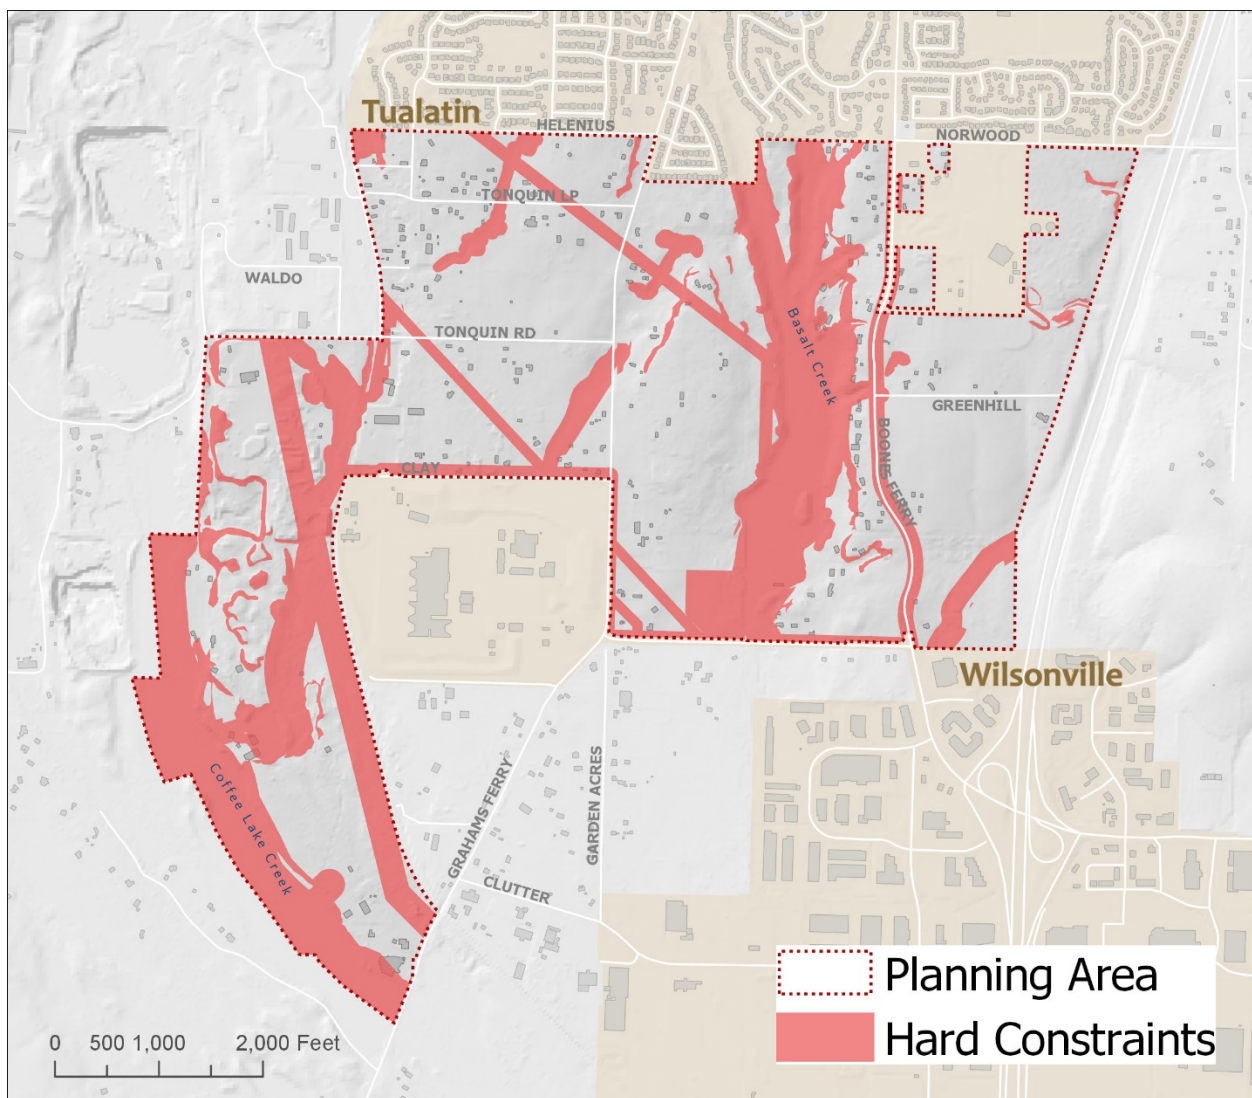 Tualatin
HELENIUS
NORWOOD
TONQUIN LP
WALDO
TONQUIN RD
Basalt Creek
GREENHILL
BOONES FERRY
CLAY
Wilsonville
Coffee Lake Creek
GRAHAMS FERRY
GARDEN ACRES
CLUTTER
Planning Area
Hard Constraints
0 500 1,000 2,000 Feet